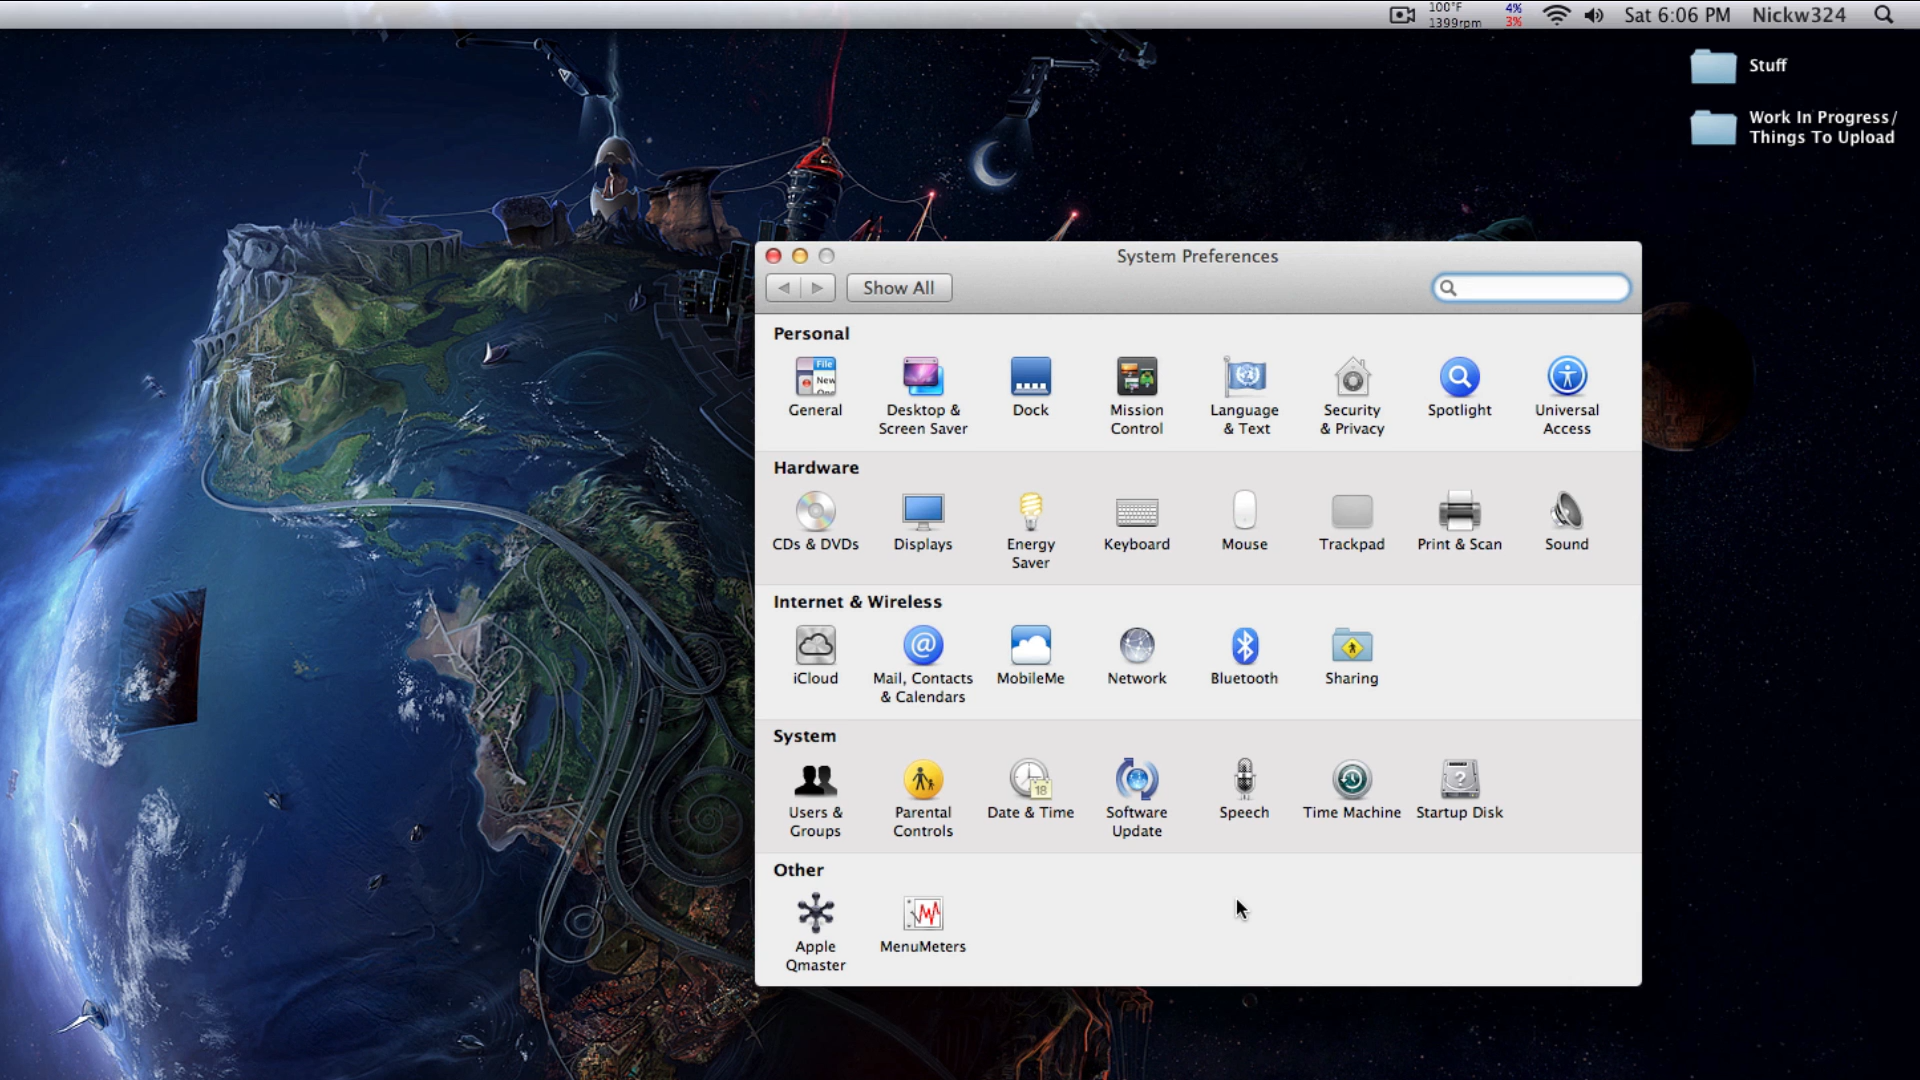 100°F
1399rpm
4%
3%
Sat 6:06 PM
Nickw324
Stuff
Work In Progress/
Things To Upload
System Preferences
Show All
Personal
File
New
General
Desktop &
Screen Saver
Dock
Mission
Control
Language
& Text
Security
& Privacy
Spotlight
Universal
Access
Hardware
CDs & DVDs
Displays
Energy
Saver
Keyboard
Mouse
Trackpad
Print & Scan
Sound
Internet & Wireless
iCloud
@
Mail, Contacts
& Calendars
MobileMe
Network
Bluetooth
Sharing
System
Users &
Groups
Parental
Controls
18
Date & Time
Software
Update
Speech
Time Machine
?
Startup Disk
Other
Apple
Qmaster
MenuMeters